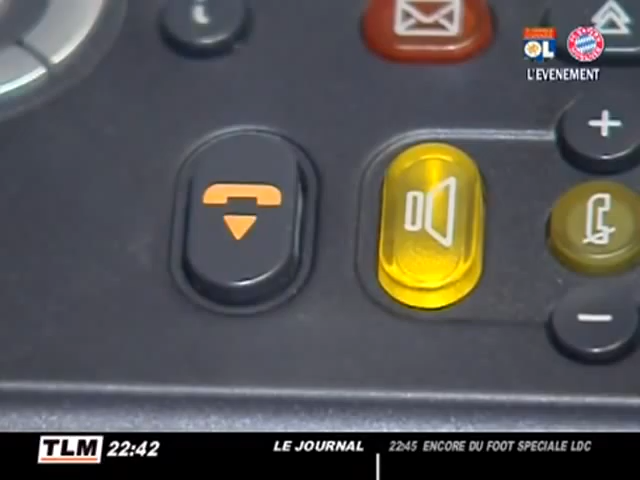 OL
L'EVENEMENT
+
-
TLM 22:42 LE JOURNAL 22:45 ENCORE DU FOOT SPECIALE LDC